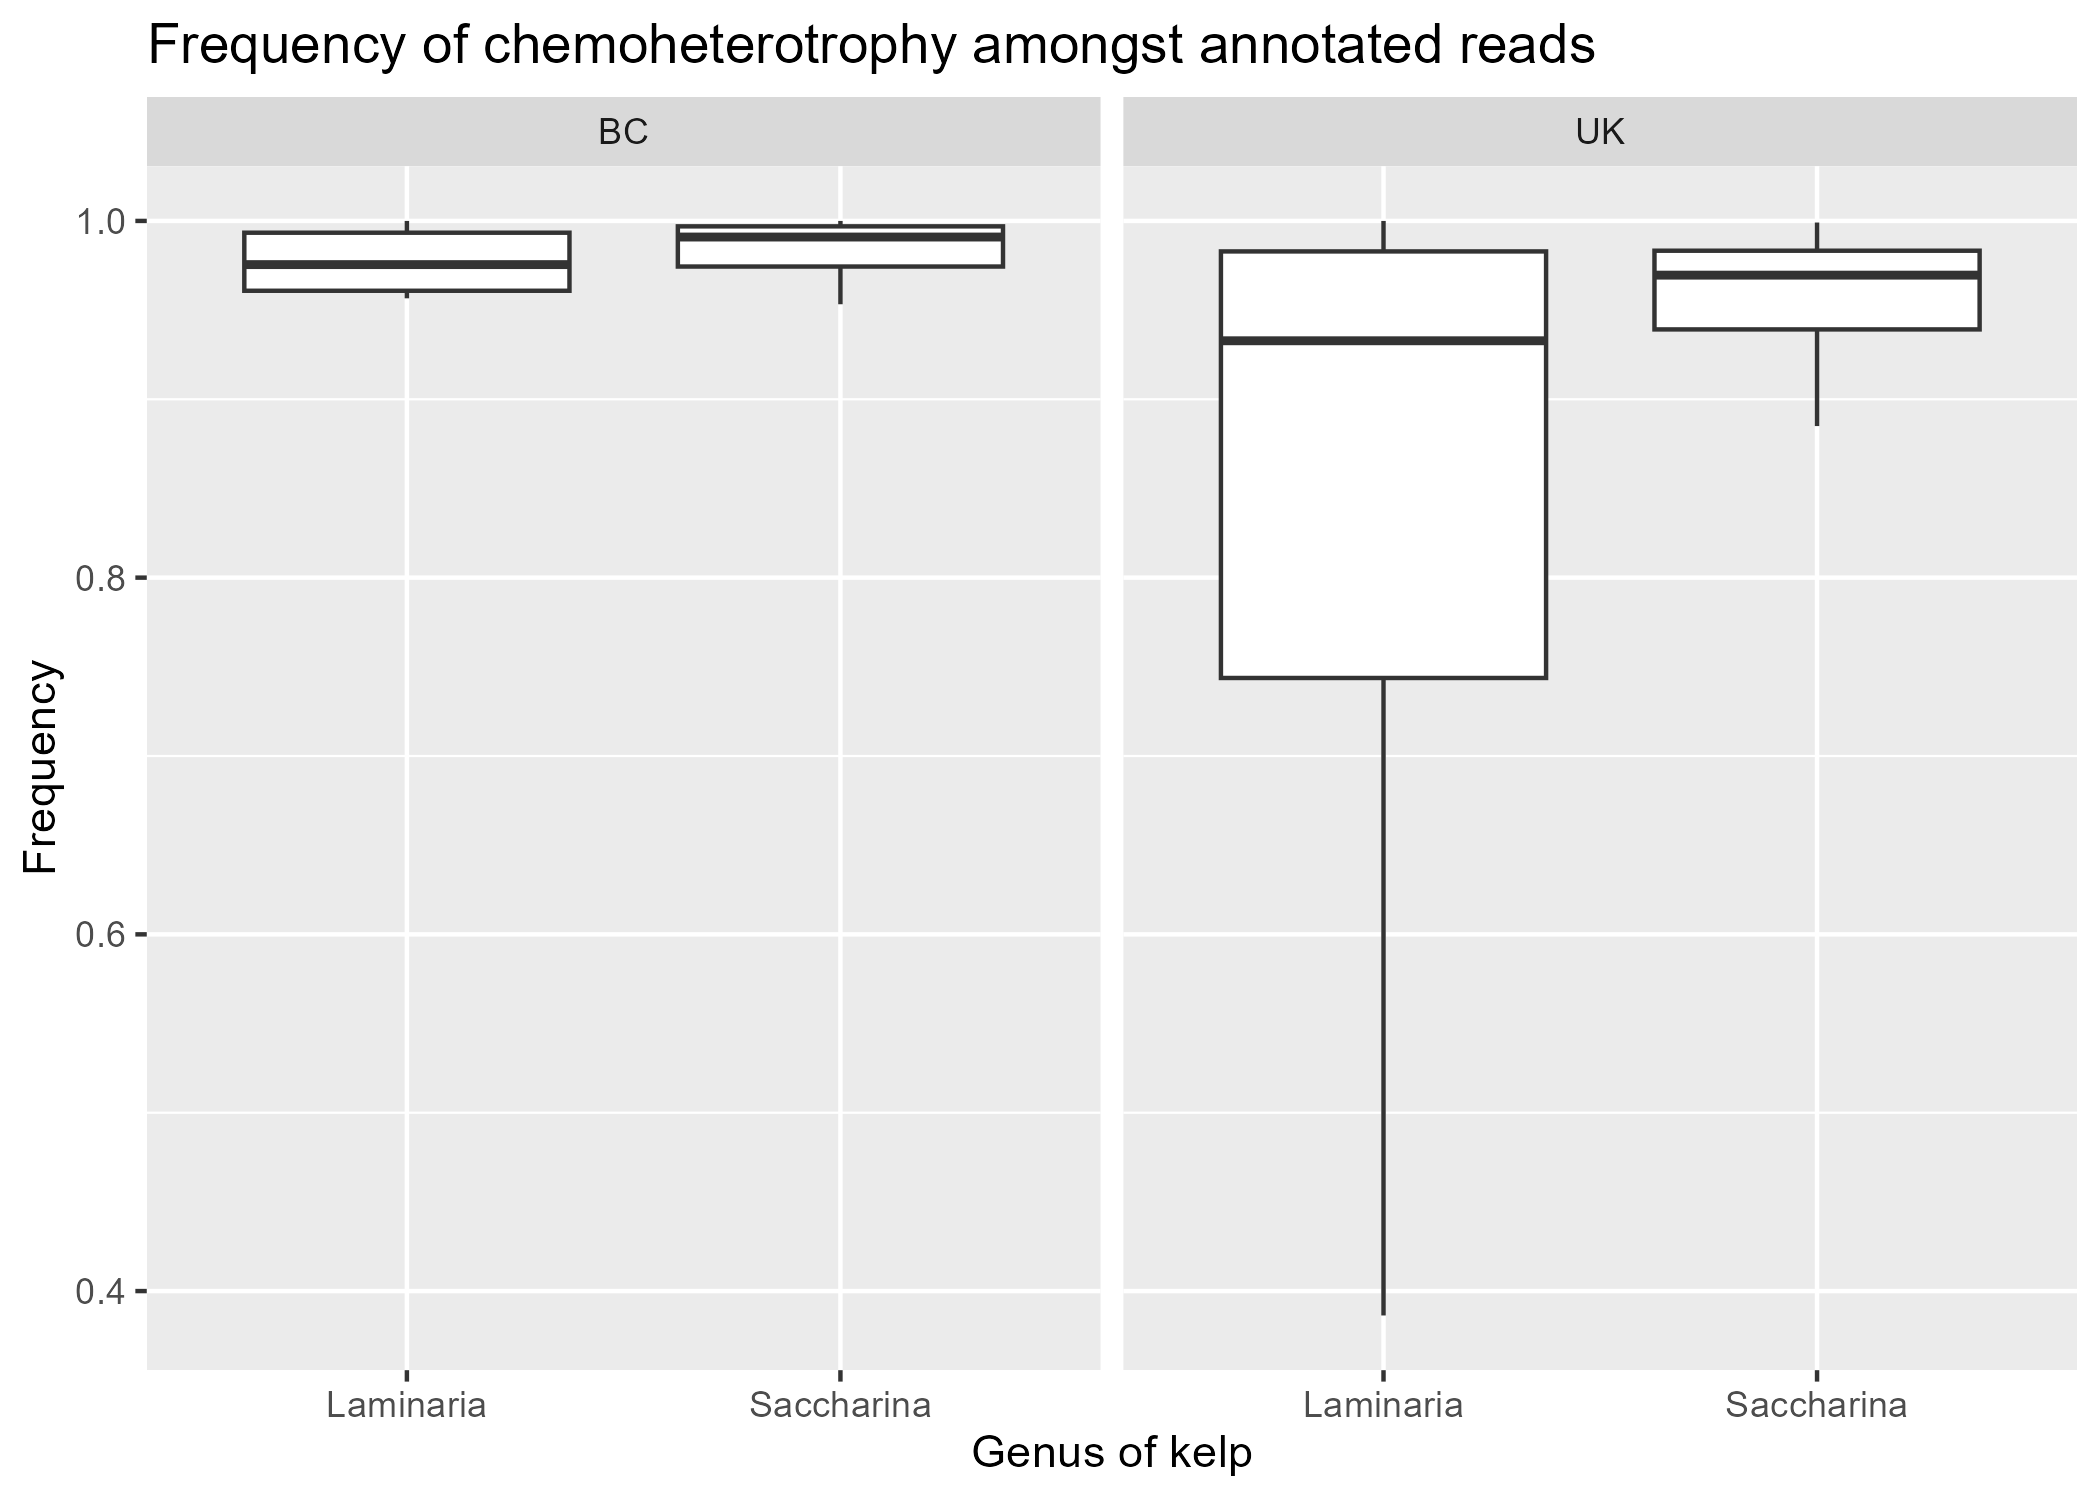 Frequency of chemoheterotrophy amongst annotated reads
BC
UK
1.0
0.8
0.6
0.4
Frequency
Laminaria
Saccharina
Laminaria
Saccharina
Genus of kelp